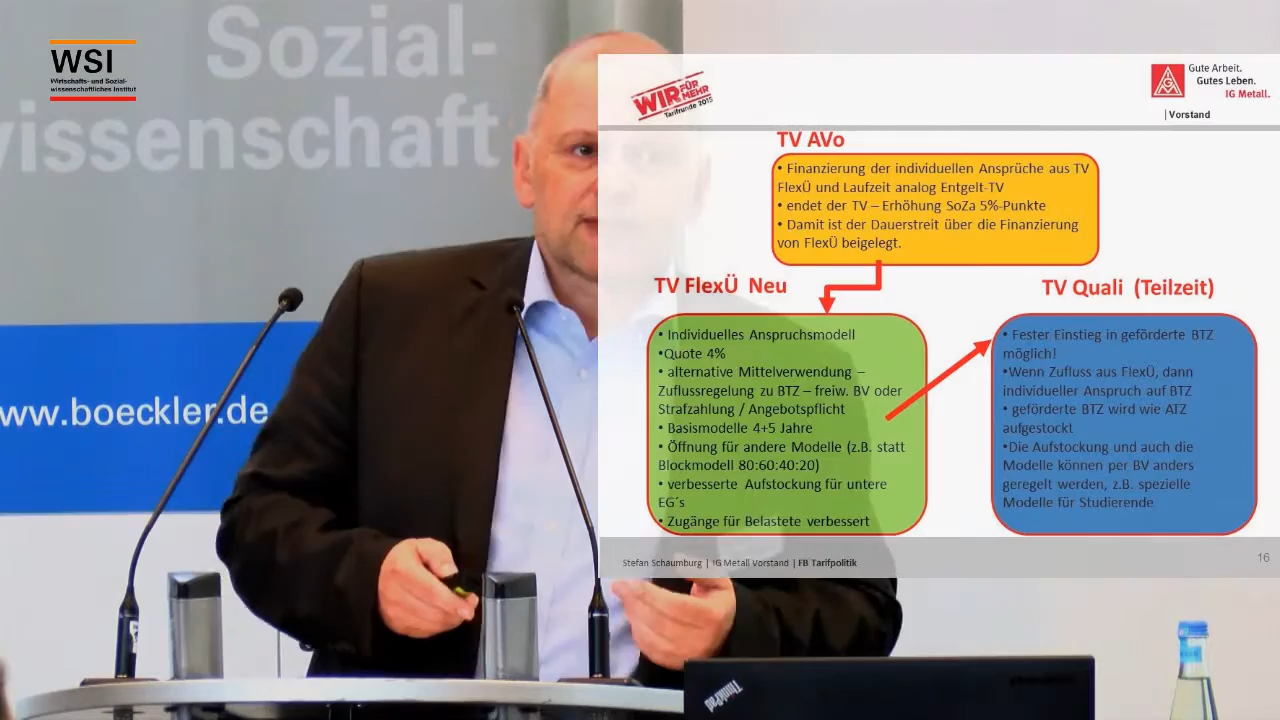 Sozial-
wissenschaft
WSI
Wirtschafts- und Sozial-
wissenschaftliches Institut
www.boeckler.de
WIR FÜR MEHR
Tarifrunde 2015
Gute Arbeit.
Gutes Leben.
IG Metall.
| Vorstand
TV AVo
• Finanzierung der individuellen Ansprüche aus TV
FlexÜ und Laufzeit analog Entgelt-TV
• endet der TV – Erhöhung SoZa 5%-Punkte
• Damit ist der Dauerstreit über die Finanzierung
von FlexÜ beigelegt.
TV FlexÜ Neu
• Individuelles Anspruchsmodell
•Quote 4%
• alternative Mittelverwendung –
Zuflussregelung zu BTZ – freiw. BV oder
Strafzahlung / Angebotspflicht
• Basismodelle 4+5 Jahre
• Öffnung für andere Modelle (z.B. statt
Blockmodell 80:60:40:20)
• verbesserte Aufstockung für untere
EG´s
• Zugänge für Belastete verbessert
TV Quali (Teilzeit)
• Fester Einstieg in geförderte BTZ
möglich!
•Wenn Zufluss aus FlexÜ, dann
individueller Anspruch auf BTZ
• geförderte BTZ wird wie ATZ
aufgestockt
•Die Aufstockung und auch die
Modelle können per BV anders
geregelt werden, z.B. spezielle
Modelle für Studierende
Stefan Schaumburg | IG Metall Vorstand | FB Tarifpolitik
16
ThinkPad